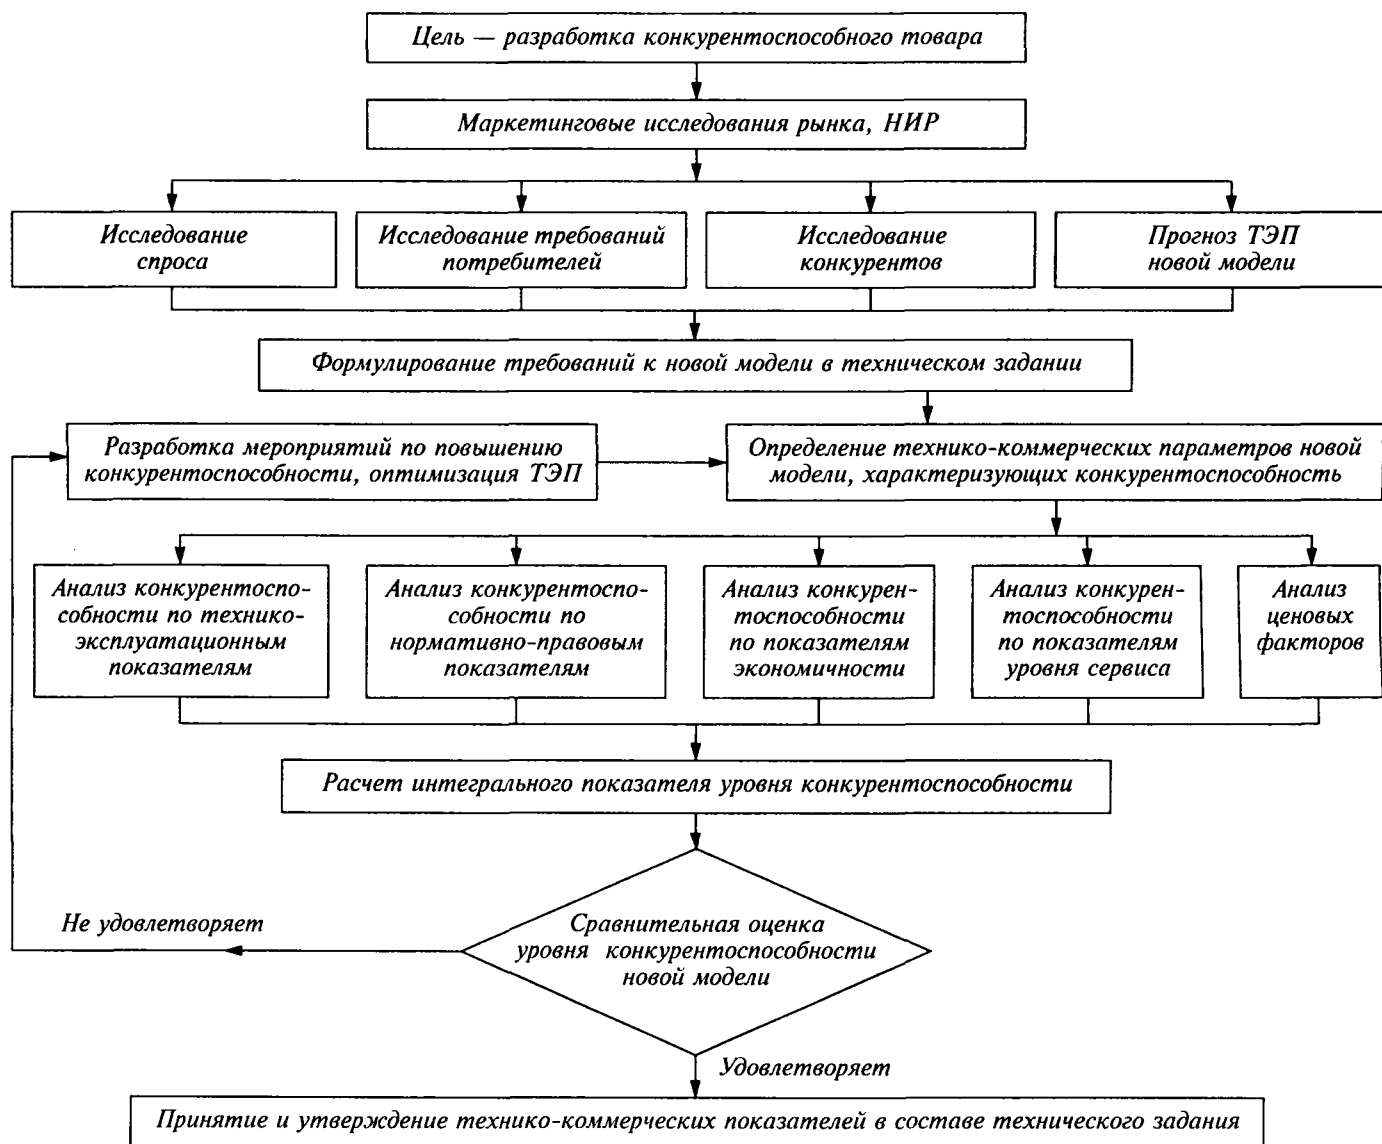 Цель — разработка конкурентоспособного товара
Маркетинговые исследования рынка, НИР
Исследование
спроса
Исследование требований
потребителей
Исследование
конкурентов
Прогноз ТЭП
новой модели
Формулирование требований к новой модели в техническом задании
Разработка мероприятий по повышению
конкурентоспособности, оптимизация ТЭП
Определение технико-коммерческих параметров новой
модели, характеризующих конкурентоспособность
Анализ конкурентоспо-
собности по технико-
эксплуатационным
показателям
Анализ конкурентоспо-
собности по
нормативно-правовым
показателям
Анализ конкурен-
тоспособности
по показателям
экономичности
Анализ конкурен-
тоспособности
по показателям
уровня сервиса
Анализ
ценовых
факторов
Расчет интегрального показателя уровня конкурентоспособности
Не удовлетворяет
Сравнительная оценка
уровня конкурентоспособности
новой модели
Удовлетворяет
Принятие и утверждение технико-коммерческих показателей в составе технического задания